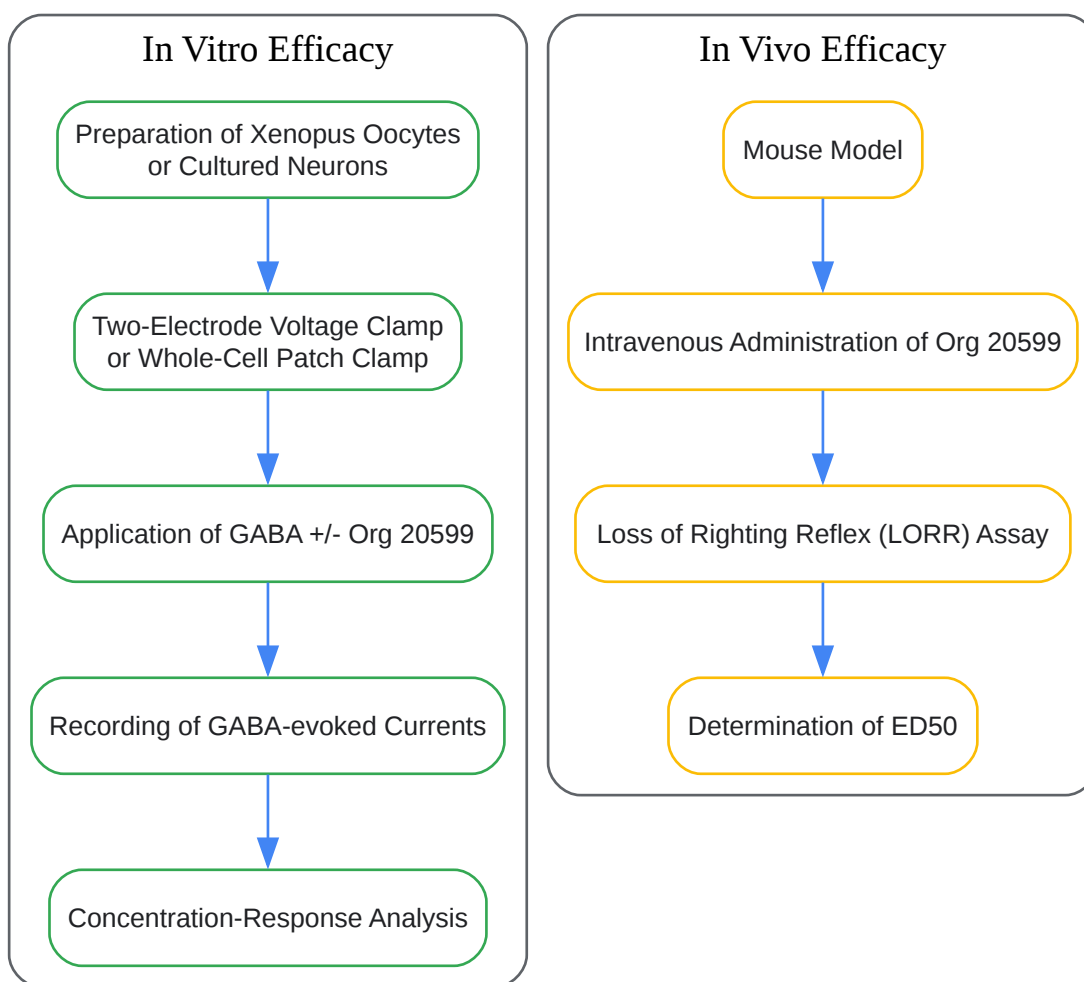 In Vitro Efficacy
Preparation of Xenopus Oocytes
or Cultured Neurons
Two-Electrode Voltage Clamp
or Whole-Cell Patch Clamp
Application of GABA +/- Org 20599
Recording of GABA-evoked Currents
Concentration-Response Analysis
In Vivo Efficacy
Mouse Model
Intravenous Administration of Org 20599
Loss of Righting Reflex (LORR) Assay
Determination of ED50